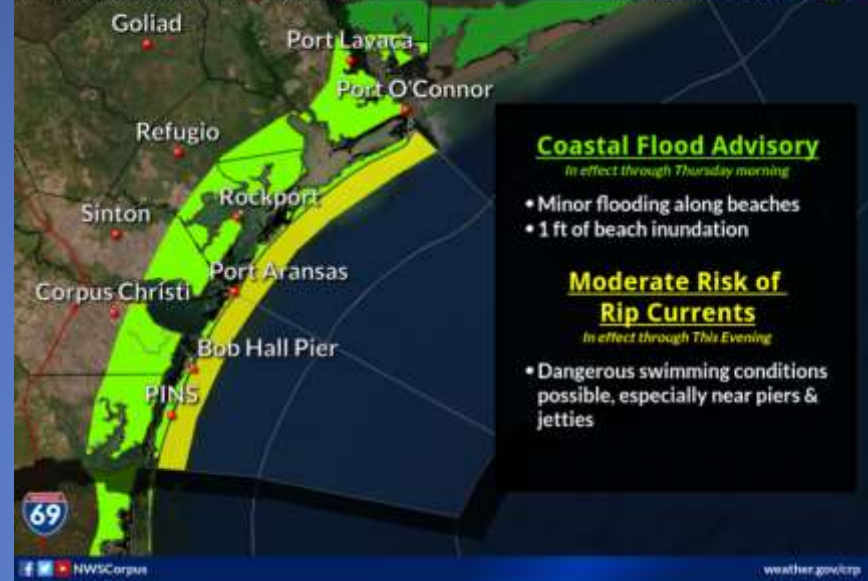 Goliad
Port Lavaca
Port O'Connor
Refugio
Rockport
Sinton
Port Aransas
Corpus Christi
Bob Hall Pier
PINS
Coastal Flood Advisory
In effect through Thursday morning
• Minor flooding along beaches
• 1 ft of beach inundation
Moderate Risk of
Rip Currents
In effect through This Evening
• Dangerous swimming conditions
possible, especially near piers &
jetties
69
NWSCorpus
weather.gov/crp